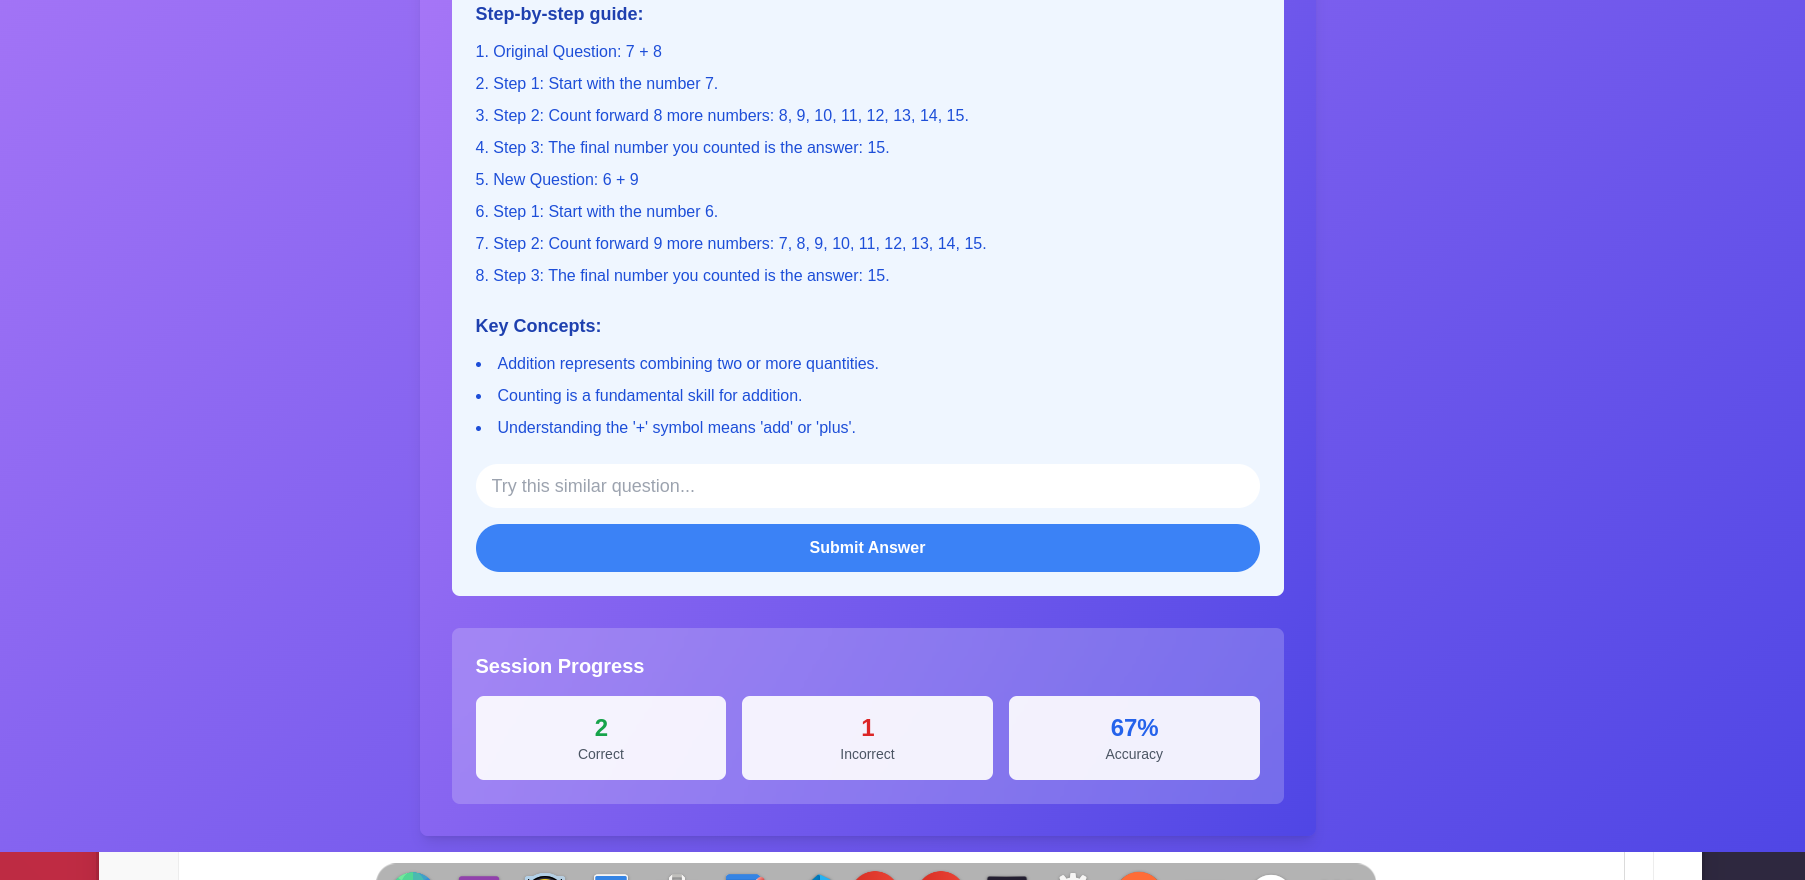 Step-by-step guide:
1. Original Question: 7 + 8
2. Step 1: Start with the number 7.
3. Step 2: Count forward 8 more numbers: 8, 9, 10, 11, 12, 13, 14, 15.
4. Step 3: The final number you counted is the answer: 15.
5. New Question: 6 + 9
6. Step 1: Start with the number 6.
7. Step 2: Count forward 9 more numbers: 7, 8, 9, 10, 11, 12, 13, 14, 15.
8. Step 3: The final number you counted is the answer: 15.
Key Concepts:
• Addition represents combining two or more quantities.
• Counting is a fundamental skill for addition.
• Understanding the '+' symbol means 'add' or 'plus'.
Try this similar question...
Submit Answer
Session Progress
2
Correct
1
Incorrect
67%
Accuracy